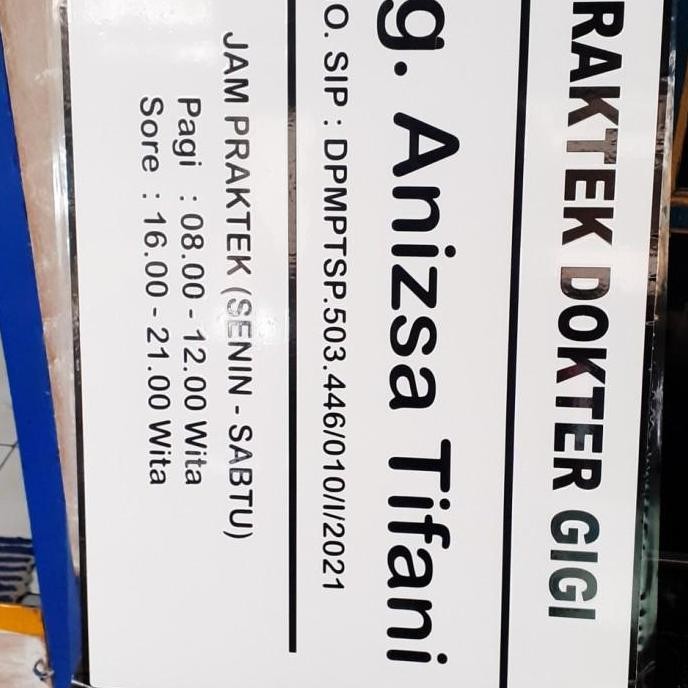 RAKTEK DOKTER GIGI
g. Anizsa Tifani
O. SIP : DPMPTSP.503.446/010/I/2021
JAM PRAKTEK (SENIN - SABTU)
Pagi : 08.00 - 12.00 Wita
Sore : 16.00 - 21.00 Wita